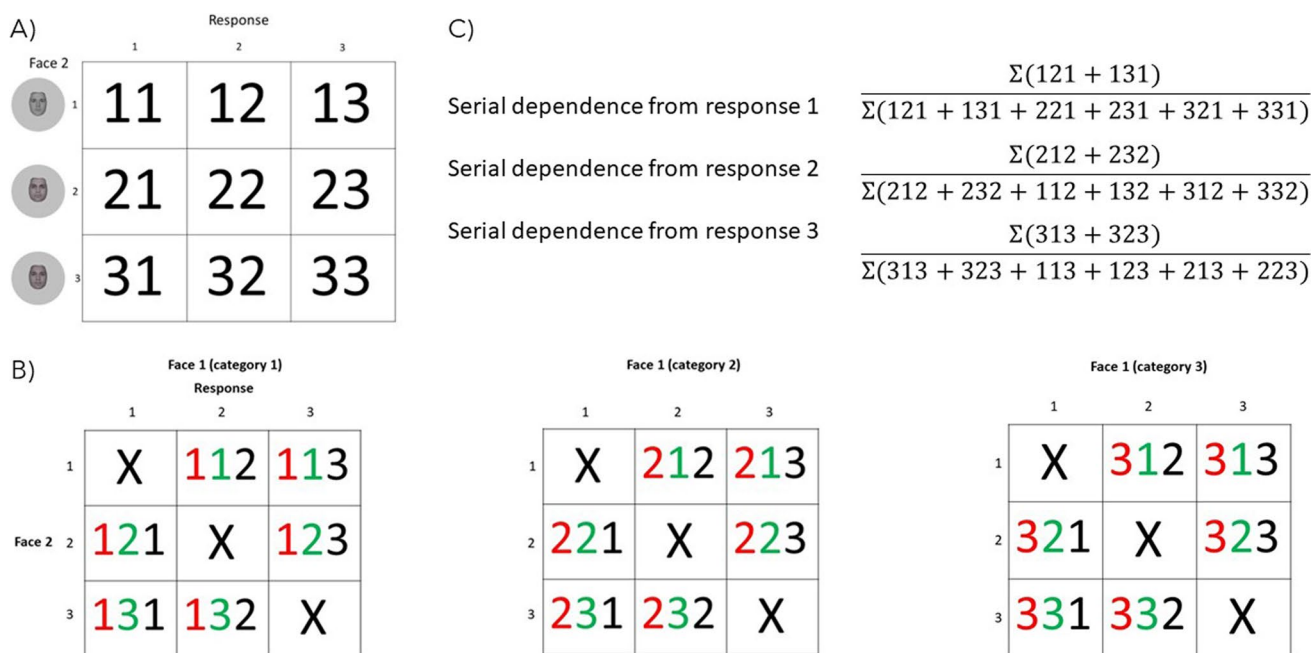 A)
Response
1 2 3
Face 2
1 11 12 13
2 21 22 23
3 31 32 33
C)
Serial dependence from response 1
Σ(121 + 131)
Σ(121 + 131 + 221 + 231 + 321 + 331)
Serial dependence from response 2
Σ(212 + 232)
Σ(212 + 232 + 112 + 132 + 312 + 332)
Serial dependence from response 3
Σ(313 + 323)
Σ(313 + 323 + 113 + 123 + 213 + 223)
B)
Face 1 (category 1)
Response
1 2 3
1 X 112 113
Face 2 2 121 X 123
3 131 132 X
Face 1 (category 2)
1 2 3
1 X 212 213
2 221 X 223
3 231 232 X
Face 1 (category 3)
1 2 3
1 X 312 313
2 321 X 323
3 331 332 X